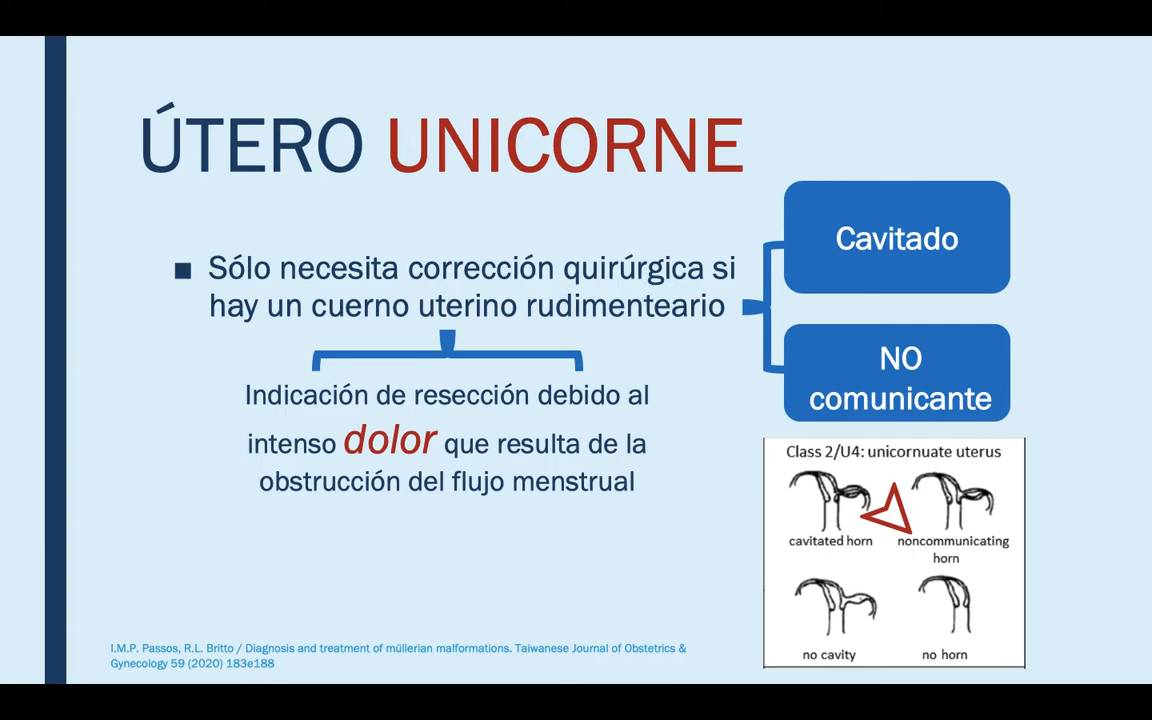 ÚTERO UNICORNE
■ Sólo necesita corrección quirúrgica si
hay un cuerno uterino rudimenteario
Cavitado
NO
comunicante
Indicación de resección debido al
intenso dolor que resulta de la
obstrucción del flujo menstrual
Class 2/U4: unicornuate uterus
cavitated horn
noncommunicating
horn
no cavity
no horn
I.M.P. Passos, R.L. Britto / Diagnosis and treatment of müllerian malformations. Taiwanese Journal of Obstetrics &
Gynecology 59 (2020) 183e188